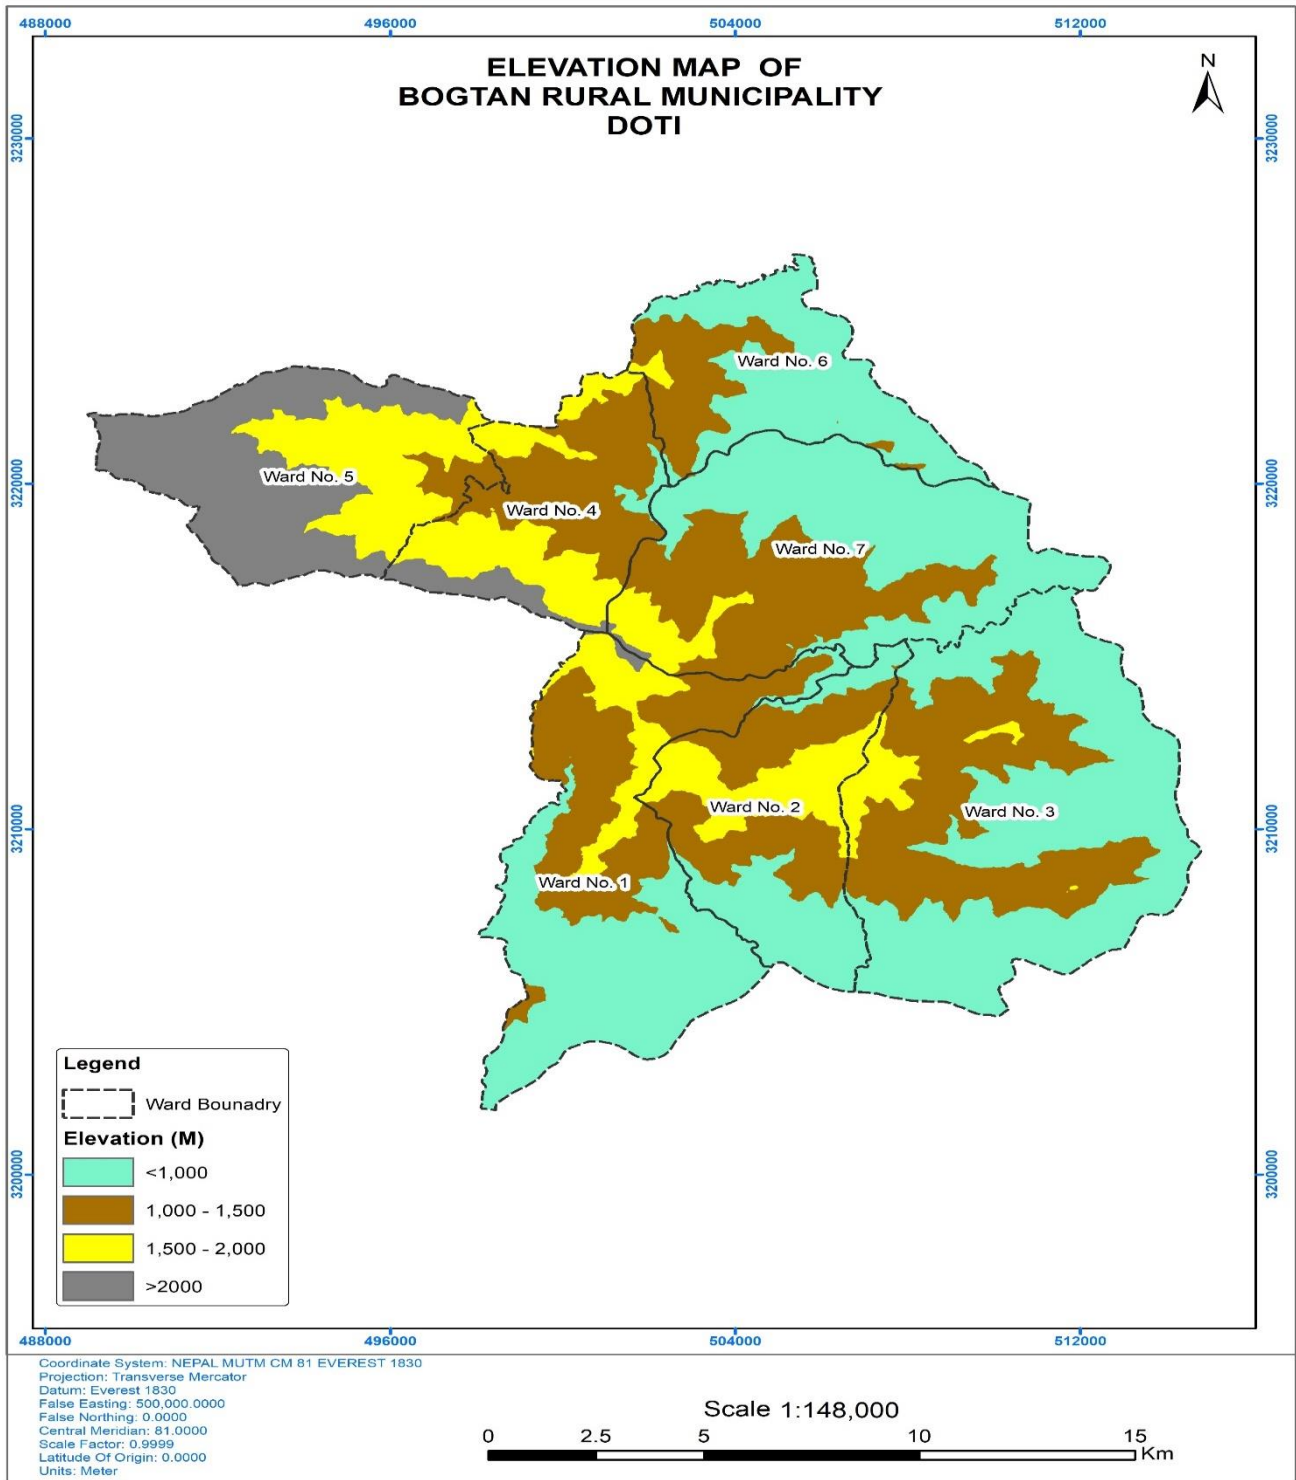 488000 496000 504000 512000
ELEVATION MAP OF
BOGTAN RURAL MUNICIPALITY
DOTI
N
3230000 3230000
Ward No. 6
Ward No. 5
3220000 3220000
Ward No. 4
Ward No. 7
Ward No. 2
Ward No. 3
3210000 3210000
Ward No. 1
Legend
Ward Bounadry
Elevation (M)
<1,000
1,000 - 1,500
1,500 - 2,000
>2000
3200000 3200000
488000 496000 504000 512000
Coordinate System: NEPAL MUTM CM 81 EVEREST 1830
Projection: Transverse Mercator
Datum: Everest 1830
False Easting: 500,000.0000
False Northing: 0.0000
Central Meridian: 81.0000
Scale Factor: 0.9999
Latitude Of Origin: 0.0000
Units: Meter
Scale 1:148,000
0 2.5 5 10 15
Km